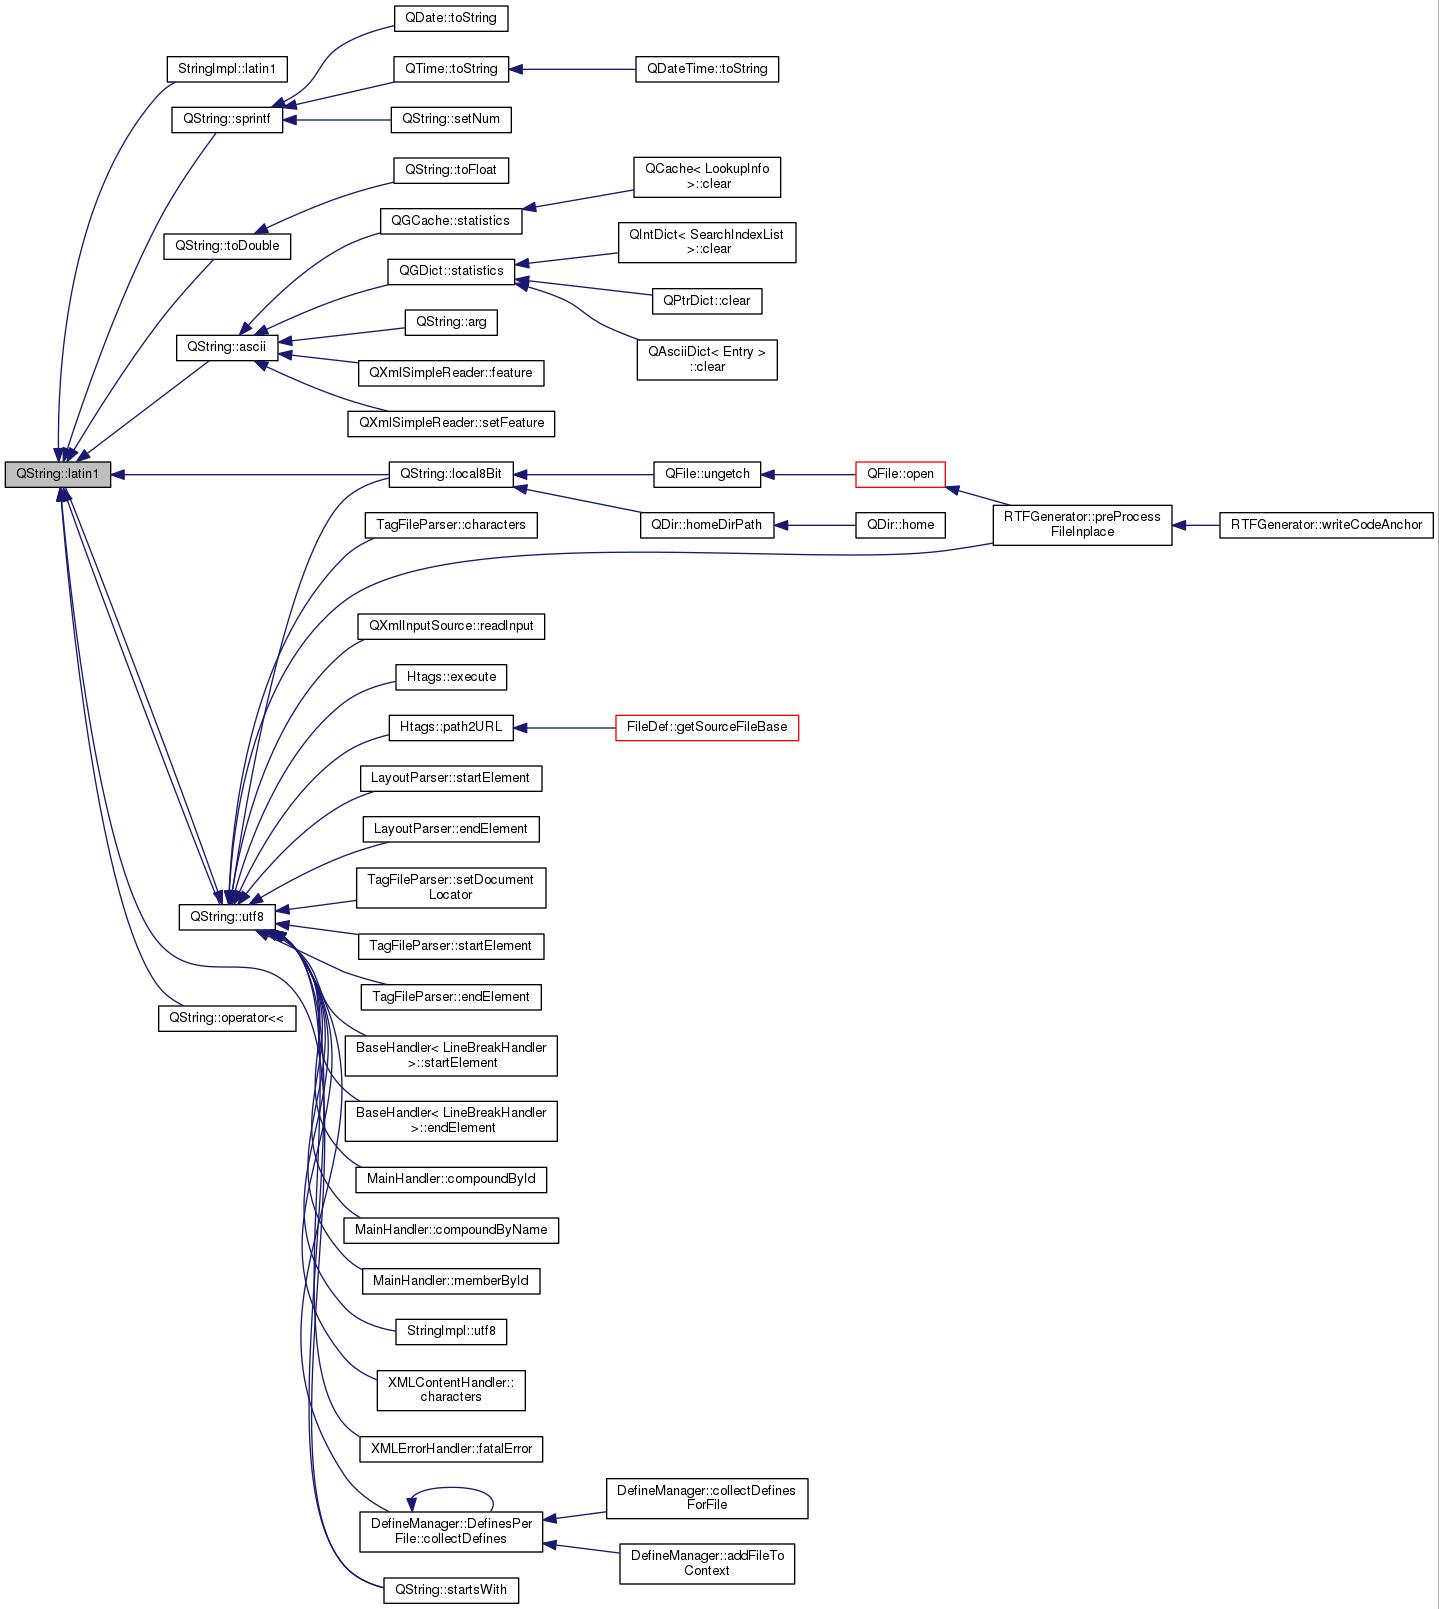 QDate::toString
StringImpl::latin1
QTime::toString
QDateTime::toString
QString::sprintf
QString::setNum
QString::toFloat
QCache< LookupInfo
>::clear
QGCache::statistics
QString::toDouble
QIntDict< SearchIndexList
>::clear
QGDict::statistics
QPtrDict::clear
QString::arg
QString::ascii
QAsciiDict< Entry >
::clear
QXmlSimpleReader::feature
QXmlSimpleReader::setFeature
QString::latin1
QString::local8Bit
QFile::ungetch
QFile::open
TagFileParser::characters
QDir::homeDirPath
QDir::home
RTFGenerator::preProcess
FileInplace
RTFGenerator::writeCodeAnchor
QXmlInputSource::readInput
Htags::execute
Htags::path2URL
FileDef::getSourceFileBase
LayoutParser::startElement
LayoutParser::endElement
TagFileParser::setDocument
Locator
QString::utf8
TagFileParser::startElement
TagFileParser::endElement
QString::operator<<
BaseHandler< LineBreakHandler
>::startElement
BaseHandler< LineBreakHandler
>::endElement
MainHandler::compoundById
MainHandler::compoundByName
MainHandler::memberById
StringImpl::utf8
XMLContentHandler::
characters
XMLErrorHandler::fatalError
DefineManager::collectDefines
ForFile
DefineManager::DefinesPer
File::collectDefines
DefineManager::addFileTo
Context
QString::startsWith